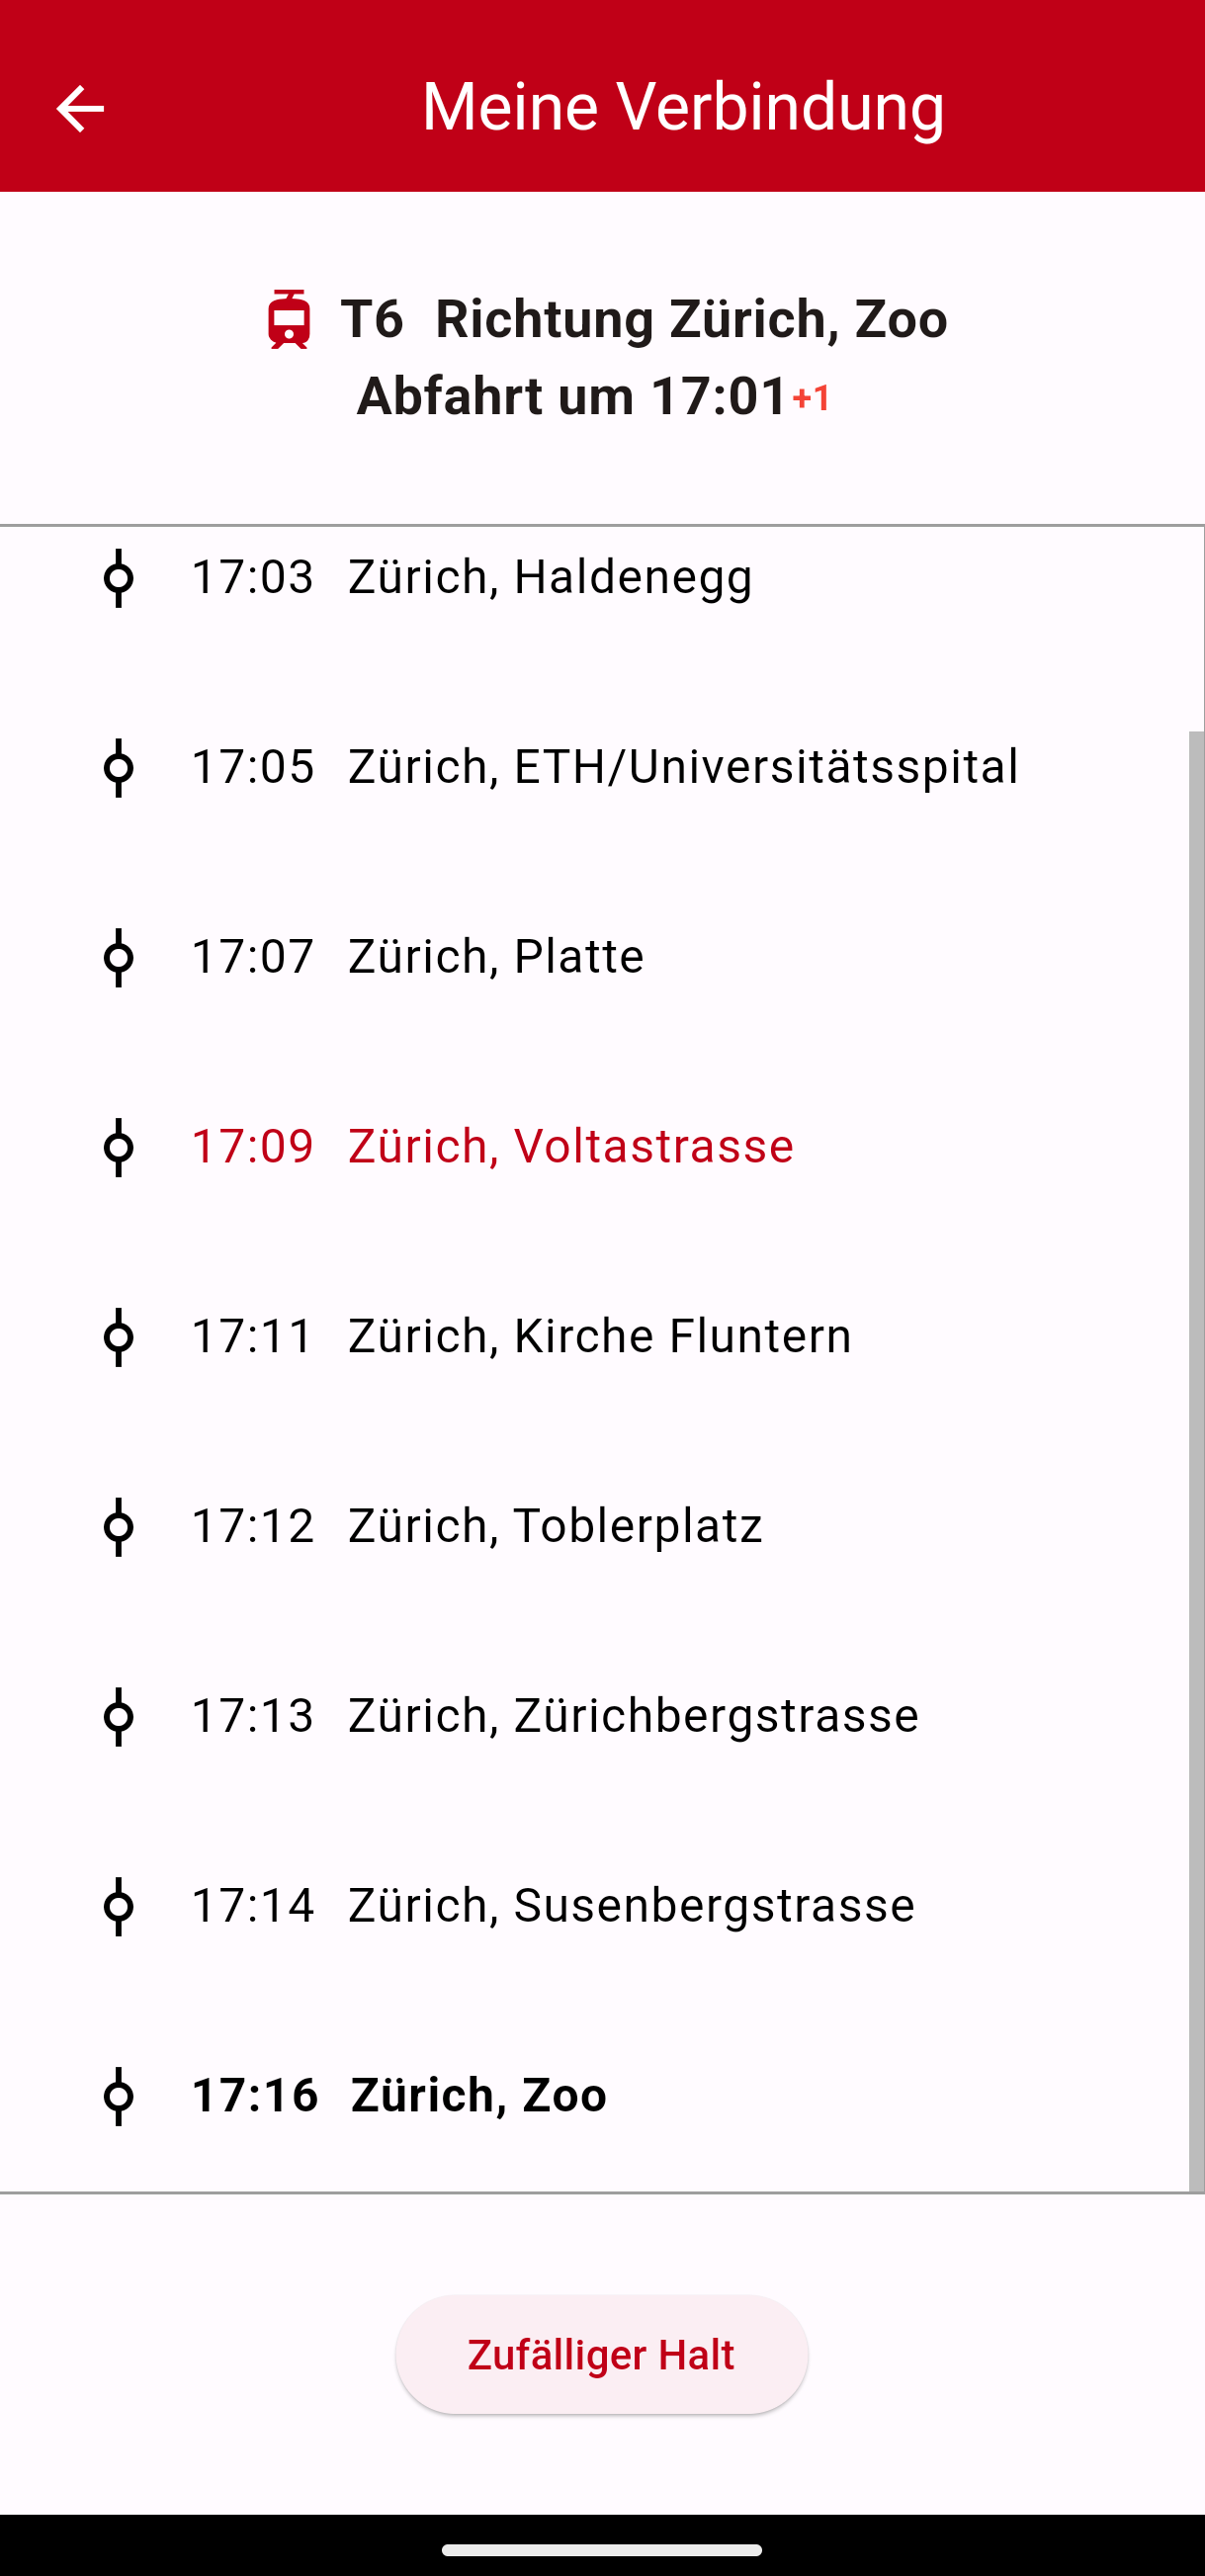 Meine Verbindung
T6 Richtung Zürich, Zoo
Abfahrt um 17:01+1
17:03 Zürich, Haldenegg
17:05 Zürich, ETH/Universitätsspital
17:07 Zürich, Platte
17:09 Zürich, Voltastrasse
17:11 Zürich, Kirche Fluntern
17:12 Zürich, Toblerplatz
17:13 Zürich, Zürichbergstrasse
17:14 Zürich, Susenbergstrasse
17:16 Zürich, Zoo
Zufälliger Halt